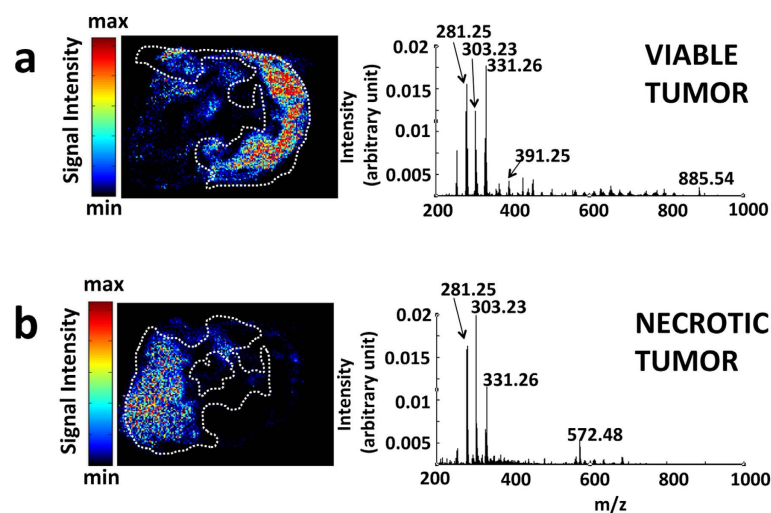 a
max
Signal Intensity
min
Intensity
(arbitrary unit)
0.02
0.015
0.01
0.005
281.25
303.23
331.26
391.25
885.54
200
400
600
800
1000
VIABLE
TUMOR
b
max
Signal Intensity
min
Intensity
(arbitrary unit)
0.02
0.015
0.01
0.005
281.25
303.23
331.26
572.48
200
400
600
800
1000
m/z
NECROTIC
TUMOR